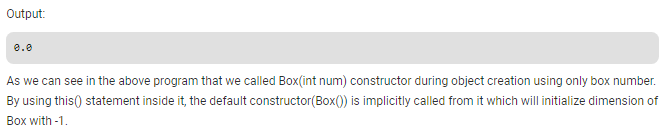 Output:
0.0
As we can see in the above program that we called Box(int num) constructor during object creation using only box number.
By using this() statement inside it, the default constructor(Box()) is implicitly called from it which will initialize dimension of
Box with -1.